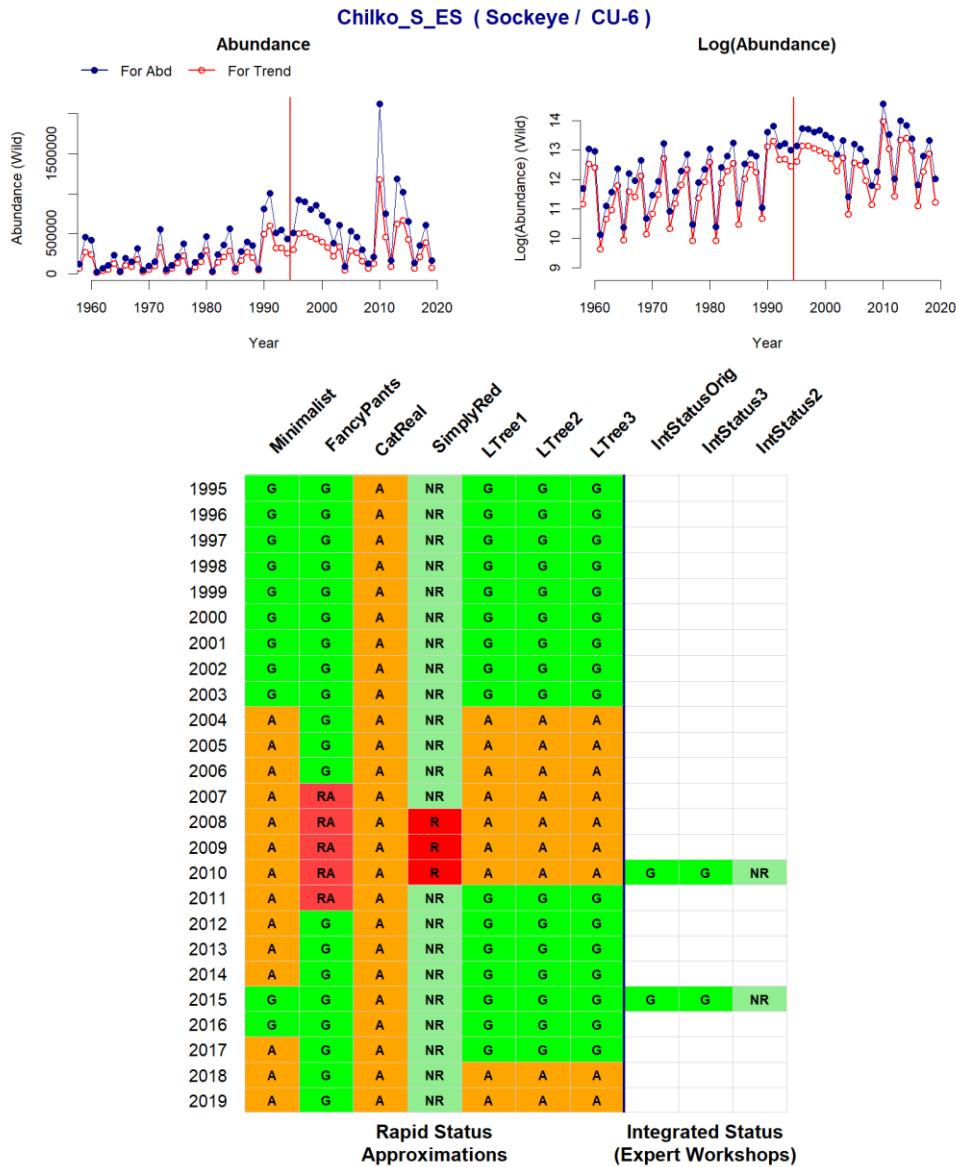 Chilko_S_ES ( Sockeye / CU-6 )
Abundance
For Abd For Trend
Abundance (Wild)
0 500000 1500000
1960 1970 1980 1990 2000 2010 2020
Year
Log(Abundance)
Log(Abundance) (Wild)
9 10 11 12 13 14
1960 1970 1980 1990 2000 2010 2020
Year
Minimalist FancyPants CatReal SimplyRed LTree1 LTree2 LTree3 IntStatusOrig IntStatus3 IntStatus2
1995 G G A NR G G G
1996 G G A NR G G G
1997 G G A NR G G G
1998 G G A NR G G G
1999 G G A NR G G G
2000 G G A NR G G G
2001 G G A NR G G G
2002 G G A NR G G G
2003 G G A NR G G G
2004 A G A NR A A A
2005 A G A NR A A A
2006 A G A NR A A A
2007 A RA A NR A A A
2008 A RA A R A A A
2009 A RA A R A A A
2010 A RA A R A A A G G NR
2011 A RA A NR G G G
2012 A G A NR G G G
2013 A G A NR G G G
2014 A G A NR G G G
2015 G G A NR G G G G G NR
2016 G G A NR G G G
2017 A G A NR G G G
2018 A G A NR A A A
2019 A G A NR A A A
Rapid Status
Approximations
Integrated Status
(Expert Workshops)